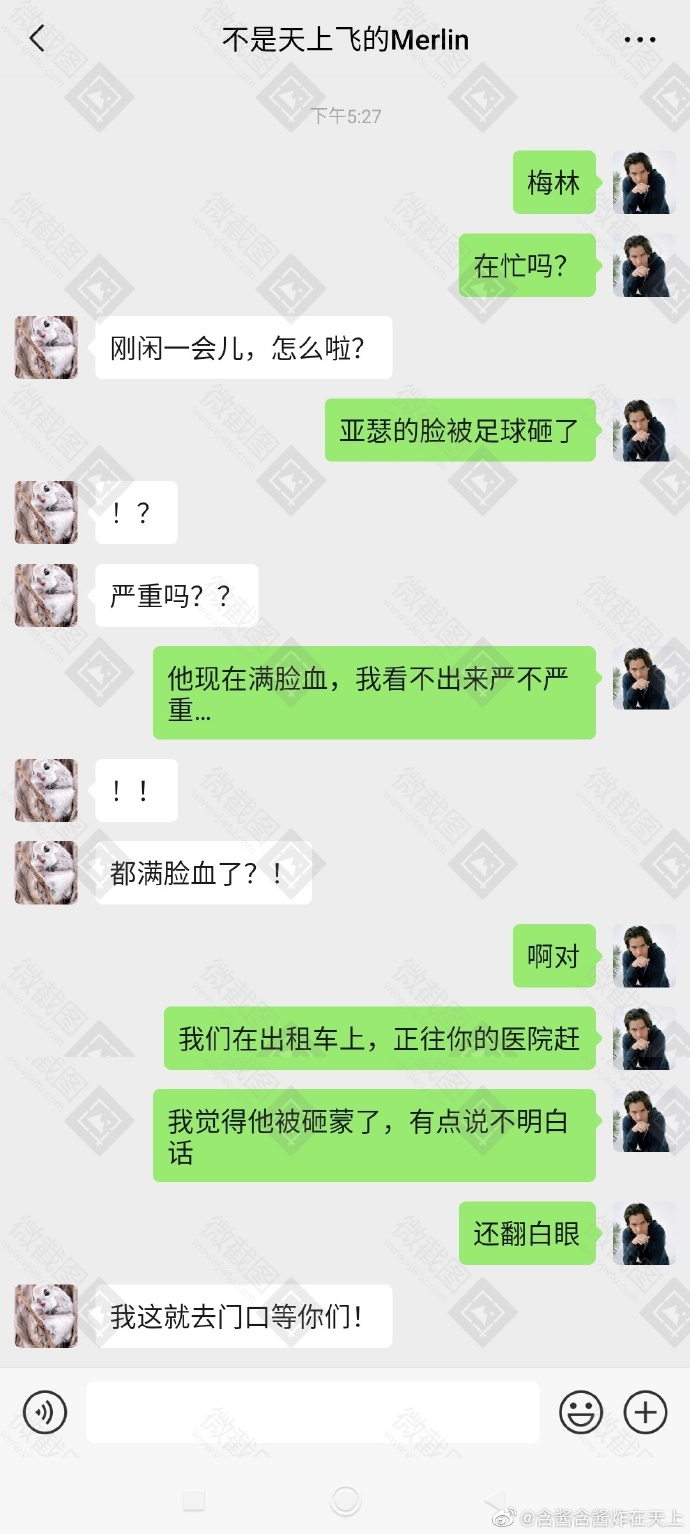 不是天上飞的Merlin
下午5:27
梅林
在忙吗？
刚闲一会儿，怎么啦？
亚瑟的脸被足球砸了
！？
严重吗？？
他现在满脸血，我看不出来严不严
重...
！！
都满脸血了？！
啊对
我们在出租车上，正往你的医院赶
我觉得他被砸蒙了，有点说不明白
话
还翻白眼
我这就去门口等你们！
@含酱含酱炸在天上
微截图